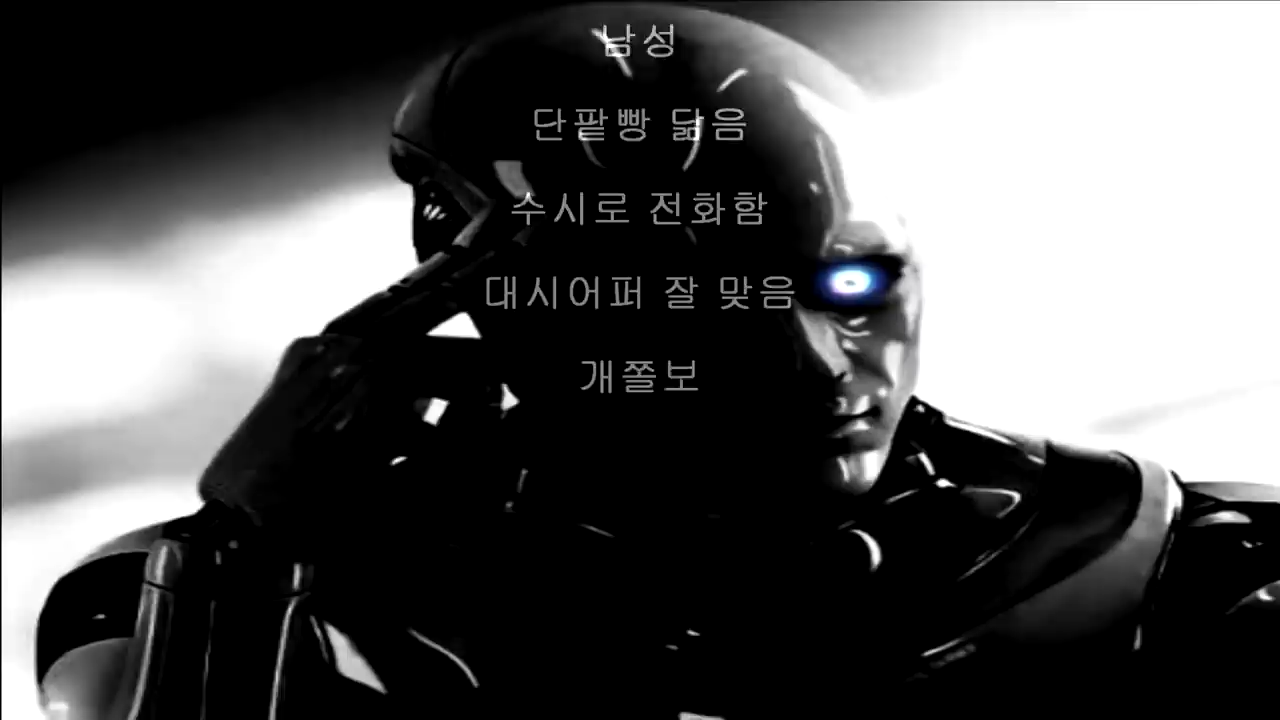 남성
단팥빵 닮음
수시로 전화함
대시어퍼 잘 맞음
개쫄보